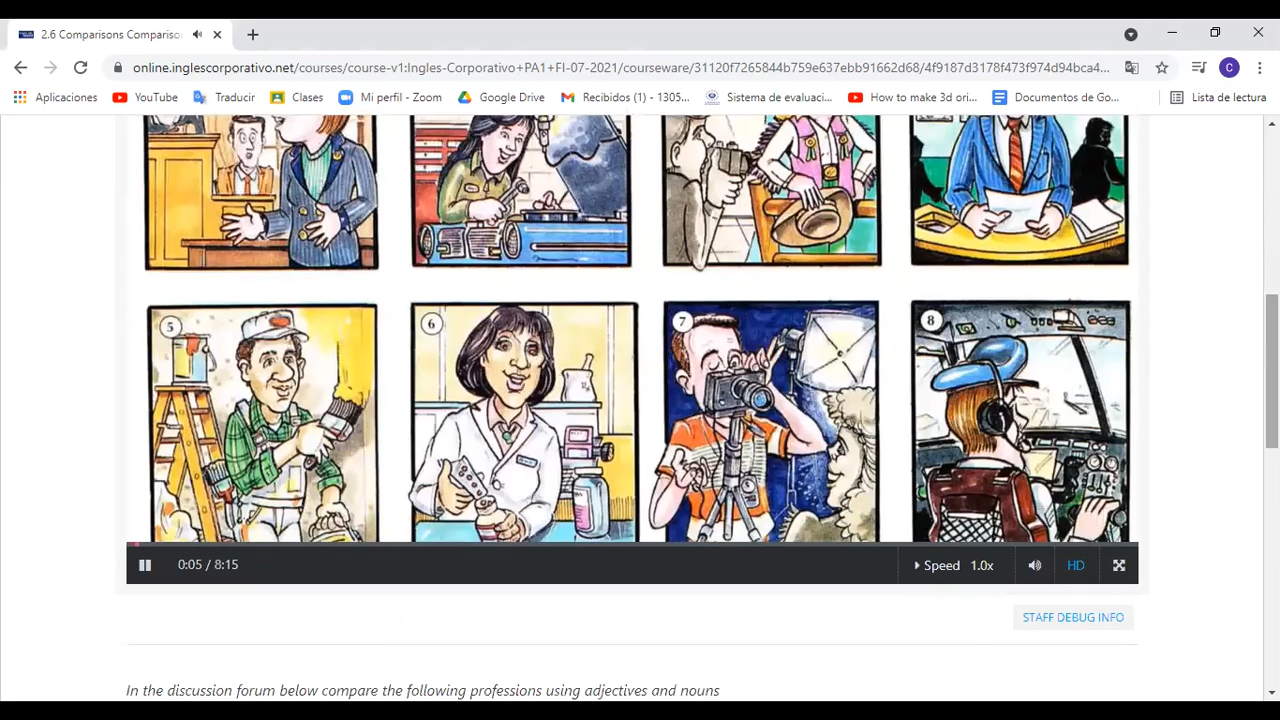 2.6 Comparisons Compariso
online.inglescorporativo.net/courses/course-v1:Ingles-Corporativo+PA1+FI-07-2021/courseware/31120f7265844b759e637ebb91662d68/4f9187d3178f473f974d94bca4...
C
Aplicaciones YouTube Traducir Clases Mi perfil - Zoom Google Drive Recibidos (1) - 1305... Sistema de evaluaci... How to make 3d ori... Documentos de Go... Lista de lectura
5 6 7 8
0:05 / 8:15 Speed 1.0x HD
STAFF DEBUG INFO
In the discussion forum below compare the following professions using adjectives and nouns